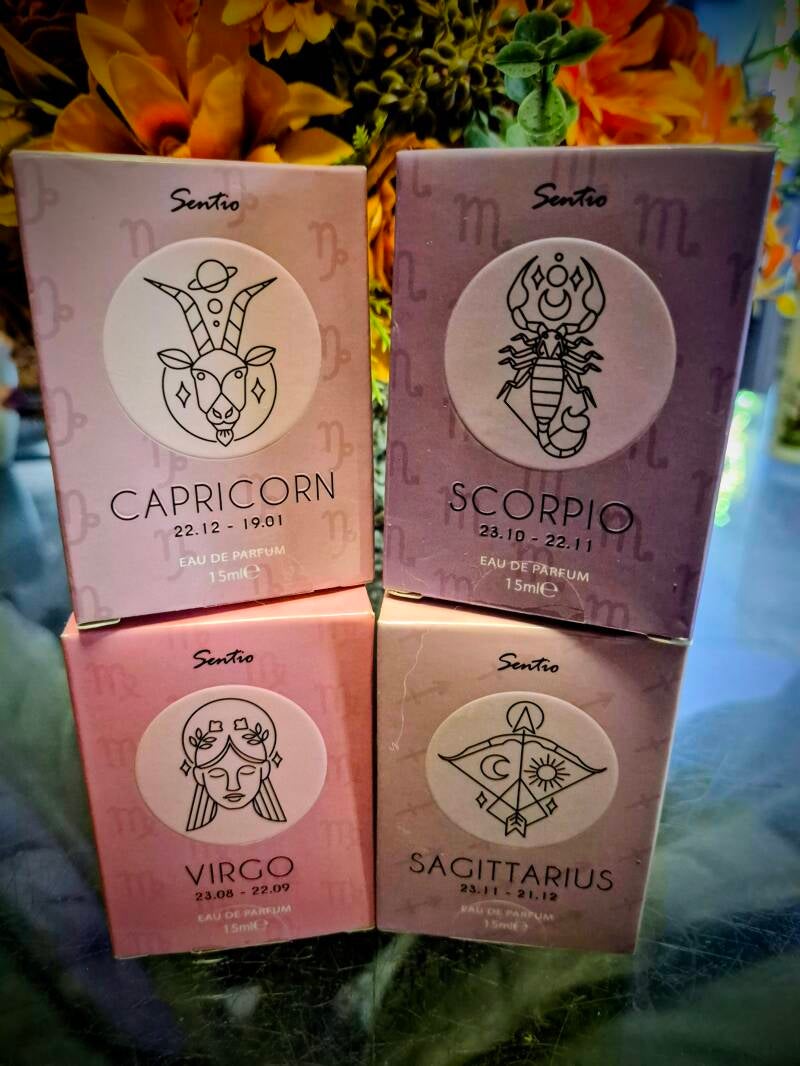 Sentio
CAPRICORN
22.12 - 19.01
EAU DE PARFUM
15ml℮
Sentio
SCORPIO
23.10 - 22.11
EAU DE PARFUM
15ml℮
Sentio
VIRGO
23.08 - 22.09
EAU DE PARFUM
15ml℮
Sentio
SAGITTARIUS
23.11 - 21.12
EAU DE PARFUM
15ml℮